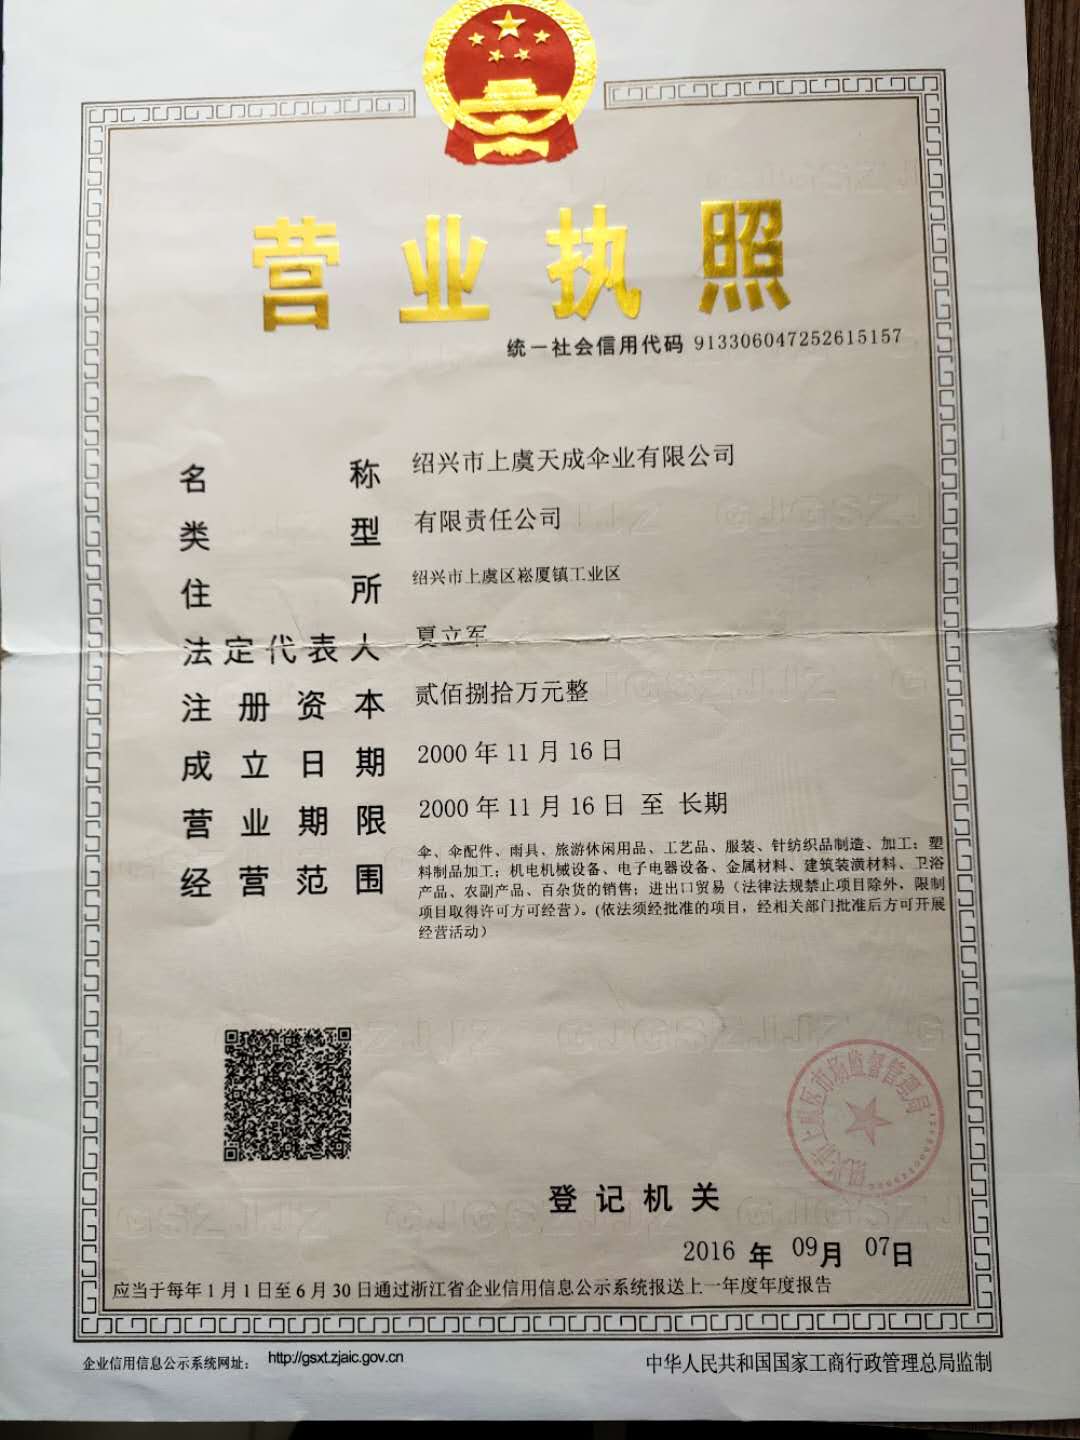 营业执照
统一社会信用代码 913306047252615157
名称 绍兴市上虞天成伞业有限公司
类型 有限责任公司
住所 绍兴市上虞区崧厦镇工业区
法定代表人 夏立军
注册资本 贰佰捌拾万元整
成立日期 2000年11月16日
营业期限 2000年11月16日 至 长期
经营范围 伞、伞配件、雨具、旅游休闲用品、工艺品、服装、针纺织品制造、加工；塑
料制品加工；机电机械设备、电子电器设备、金属材料、建筑装潢材料、卫浴
产品、农副产品、百杂货的销售；进出口贸易（法律法规禁止项目除外，限制
项目取得许可方可经营）。(依法须经批准的项目，经相关部门批准后方可开展
经营活动）
绍兴市上虞区市场监督管理局
登记机关
2016年09月07日
应当于每年1月1日至6月30日通过浙江省企业信用信息公示系统报送上一年度年度报告
企业信用信息公示系统网址： http://gsxt.zjaic.gov.cn
中华人民共和国国家工商行政管理总局监制